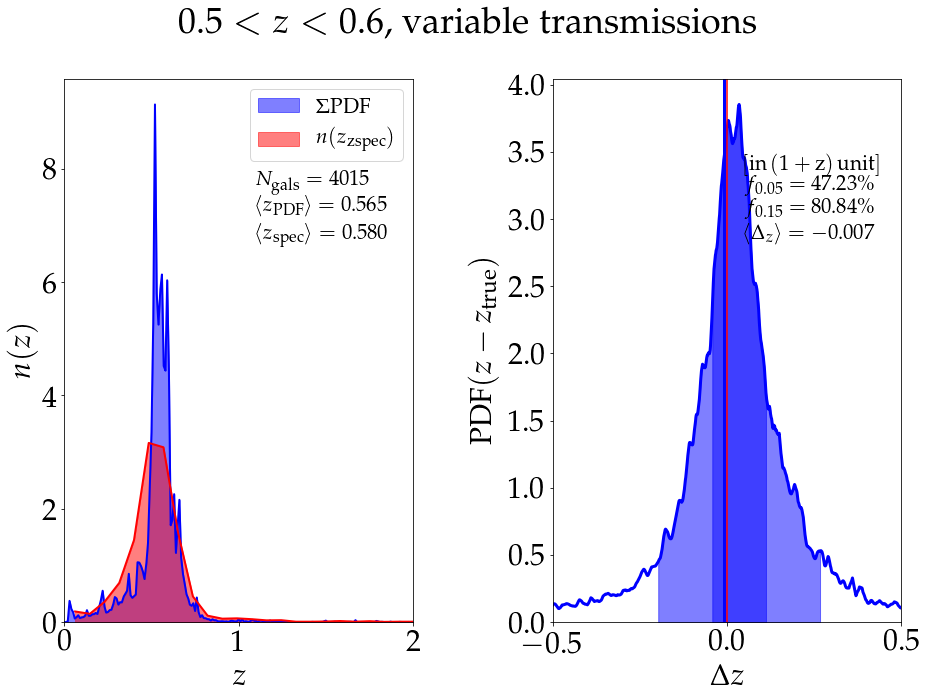 0.5 < z < 0.6, variable transmissions
ΣPDF
n(z_zspec)
N_gals = 4015
⟨z_PDF⟩ = 0.565
⟨z_spec⟩ = 0.580
n(z)
8
6
4
2
0
0 1 2
z
[in (1 + z) unit]
f_0.05 = 47.23%
f_0.15 = 80.84%
⟨Δ_z⟩ = −0.007
PDF(z − z_true)
4.0
3.5
3.0
2.5
2.0
1.5
1.0
0.5
0.0
−0.5 0.0 0.5
Δz